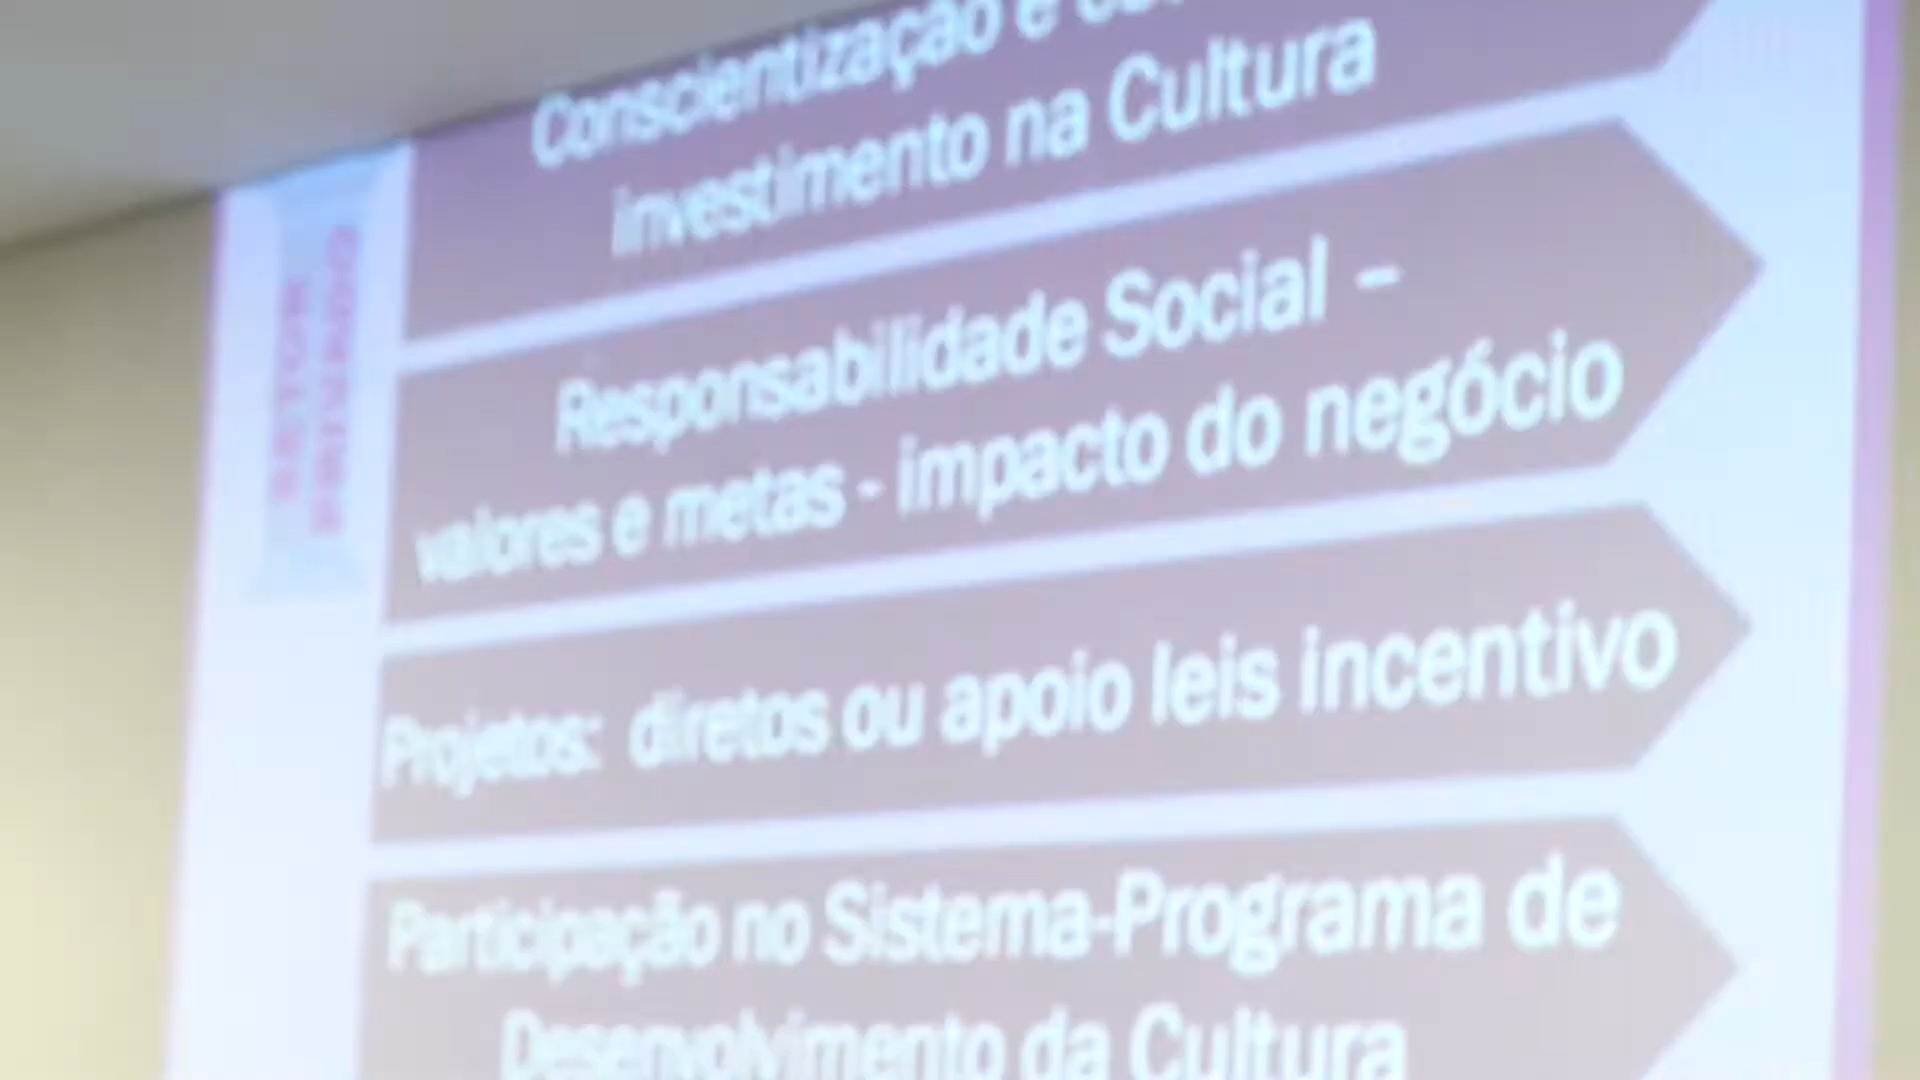 Conscientização e
investimento na Cultura
Responsabilidade Social –
valores e metas - impacto do negócio
Projetos: diretos ou apoio leis incentivo
Participação no Sistema-Programa de
Desenvolvimento da Cultura